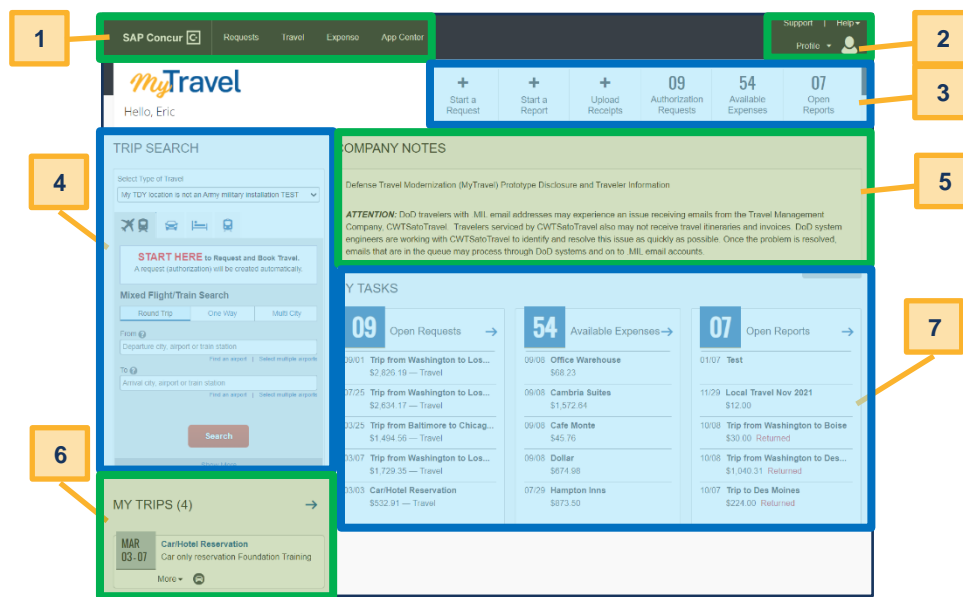 1
SAP Concur C
Requests
Travel
Expense
App Center
Support | Help
Profile
2
MyTravel
Hello, Eric
+
Start a
Request
+
Start a
Report
+
Upload
Receipts
09
Authorization
Requests
54
Available
Expenses
07
Open
Reports
3
4
TRIP SEARCH
Select Type of Travel
My TDY location is not an Army military installation TEST
START HERE to Request and Book Travel.
A request (authorization) will be created automatically.
Mixed Flight/Train Search
Round Trip
One Way
Multi City
From ?
Departure city, airport or train station
Find an airport | Select multiple airports
To ?
Arrival city, airport or train station
Find an airport | Select multiple airports
Search
Show More
OMPANY NOTES
Defense Travel Modernization (MyTravel) Prototype Disclosure and Traveler Information
ATTENTION: DoD travelers with .MIL email addresses may experience an issue receiving emails from the Travel Management
Company, CWTSatoTravel. Travelers serviced by CWTSatoTravel also may not receive travel itineraries and invoices. DoD system
engineers are working with CWTSatoTravel to identify and resolve this issue as quickly as possible. Once the problem is resolved,
emails that are in the queue may process through DoD systems and on to .MIL email accounts.
5
Y TASKS
09 Open Requests →
09/01 Trip from Washington to Los...
$2,826.19 — Travel
07/25 Trip from Washington to Los...
$2,634.17 — Travel
03/25 Trip from Baltimore to Chicag...
$1,494.56 — Travel
03/07 Trip from Washington to Los...
$1,729.35 — Travel
03/03 Car/Hotel Reservation
$532.91 — Travel
54 Available Expenses→
09/08 Office Warehouse
$68.23
09/08 Cambria Suites
$1,572.64
09/08 Cafe Monte
$45.76
09/08 Dollar
$674.98
07/29 Hampton Inns
$873.50
07 Open Reports →
01/07 Test
11/29 Local Travel Nov 2021
$12.00
10/08 Trip from Washington to Boise
$30.00 Returned
10/08 Trip from Washington to Des...
$1,040.31 Returned
10/07 Trip to Des Moines
$224.00 Returned
7
6
MY TRIPS (4) →
MAR
03-07
Car/Hotel Reservation
Car only reservation Foundation Training
More